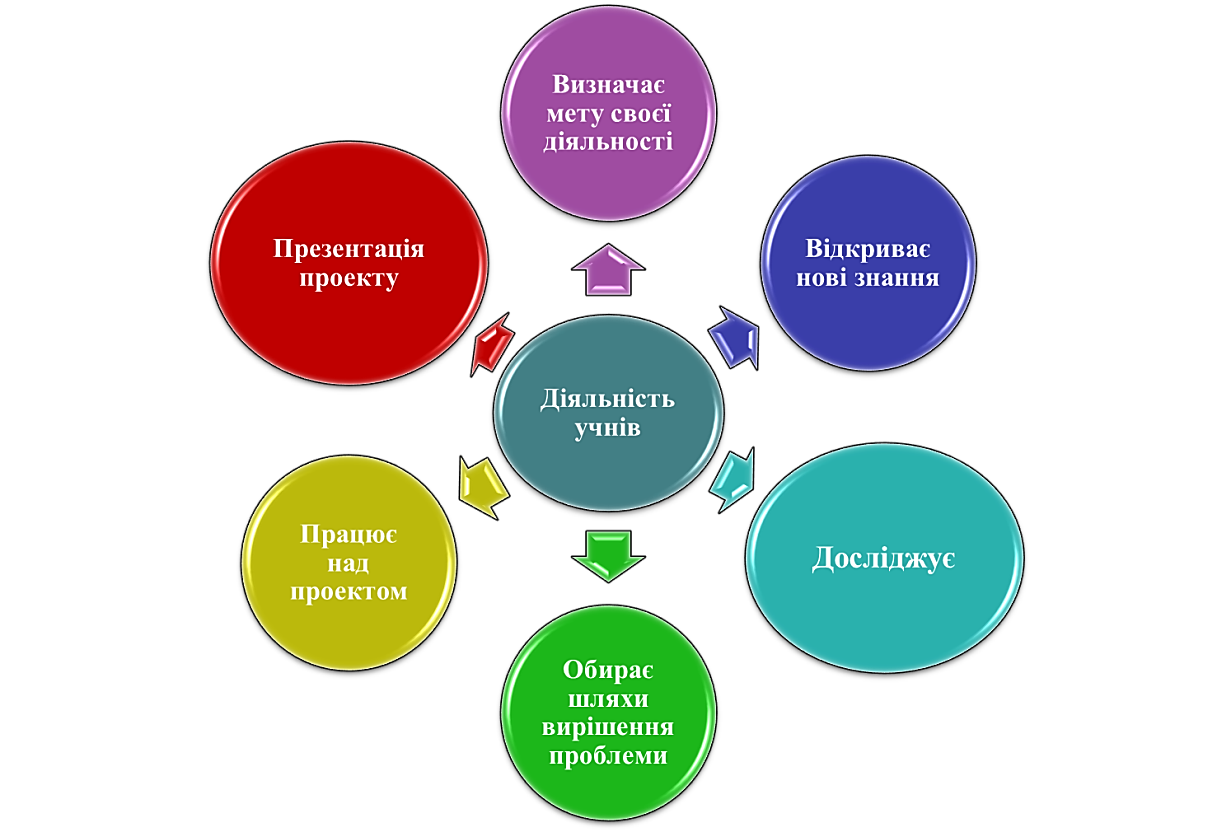 Визначає
мету своєї
діяльності
Відкриває
нові знання
Досліджує
Обирає
шляхи
вирішення
проблеми
Працює
над
проектом
Презентація
проекту
Діяльність
учнів